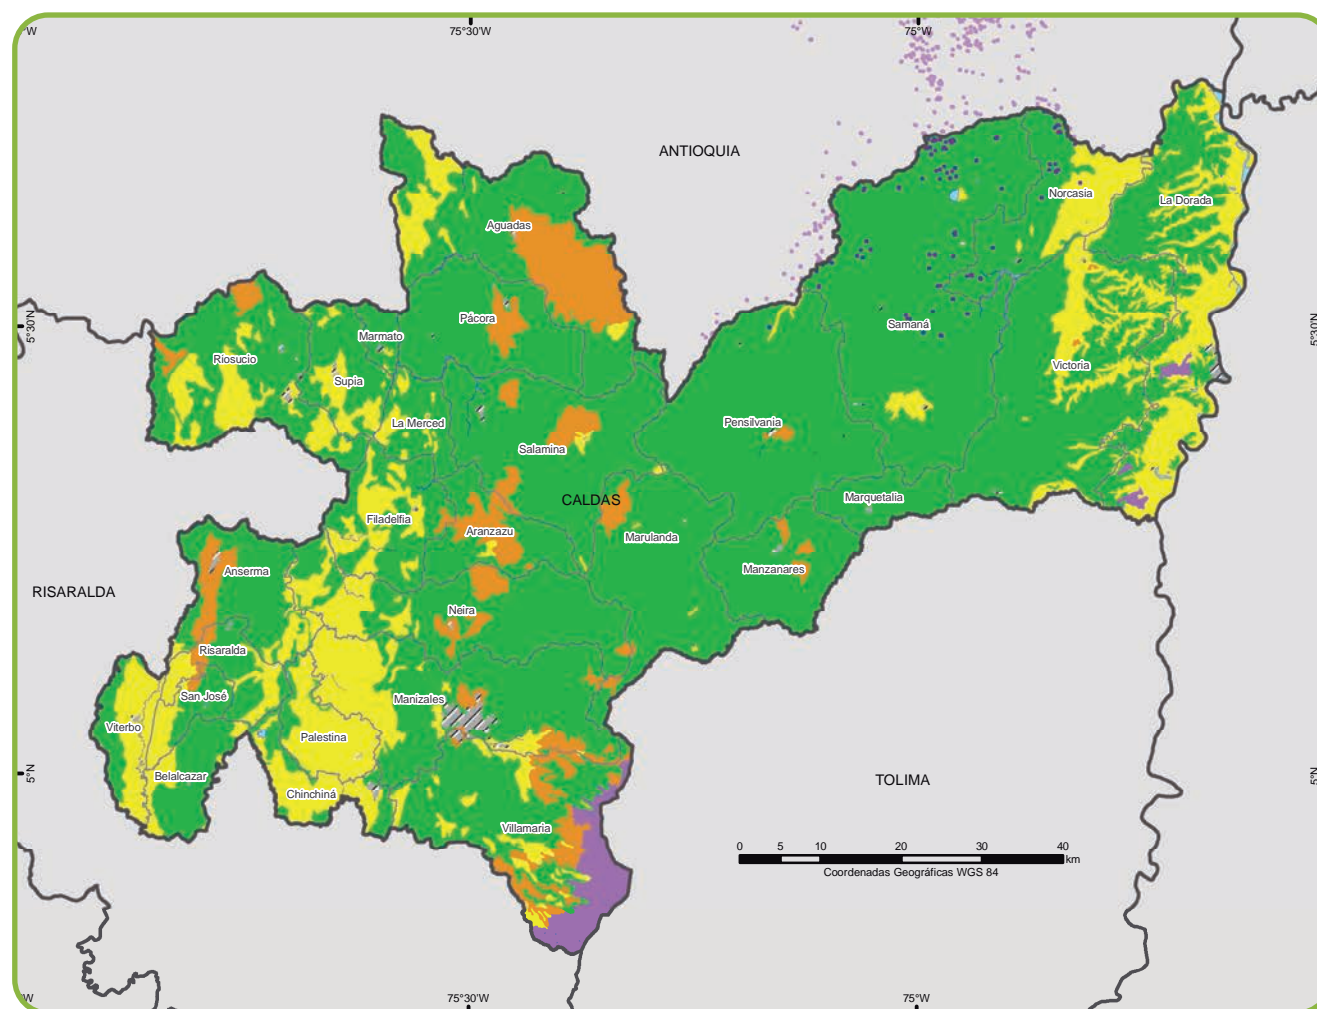 °W
75°30'W
75°W
ANTIOQUIA
Norcasia
La Dorada
Aguadas
Pácora
Samaná
5°30'N
5°30'N
Marmato
Riosucio
Supia
Victoria
La Merced
Pensilvania
Salamina
CALDAS
Marquetalia
Filadelfia
Aranzazu
Marulanda
Manzanares
Anserma
RISARALDA
Neira
Risaralda
San José
Manizales
Viterbo
Palestina
Belalcazar
5°N
5°N
TOLIMA
Chinchiná
Villamaria
0 5 10 20 30 40
km
Coordenadas Geográficas WGS 84
°W
75°30'W
75°W